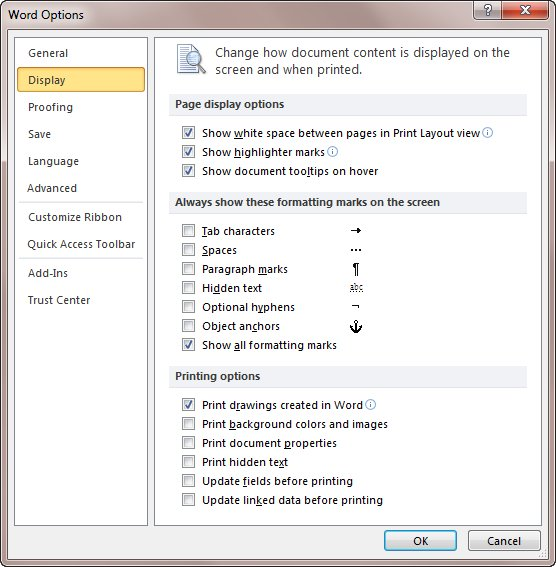 Word Options
General
Display
Proofing
Save
Language
Advanced
Customize Ribbon
Quick Access Toolbar
Add-Ins
Trust Center
Change how document content is displayed on the
screen and when printed.
Page display options
Show white space between pages in Print Layout view
Show highlighter marks
Show document tooltips on hover
Always show these formatting marks on the screen
Tab characters →
Spaces ...
Paragraph marks ¶
Hidden text abc
Optional hyphens ¬
Object anchors
Show all formatting marks
Printing options
Print drawings created in Word
Print background colors and images
Print document properties
Print hidden text
Update fields before printing
Update linked data before printing
OK Cancel